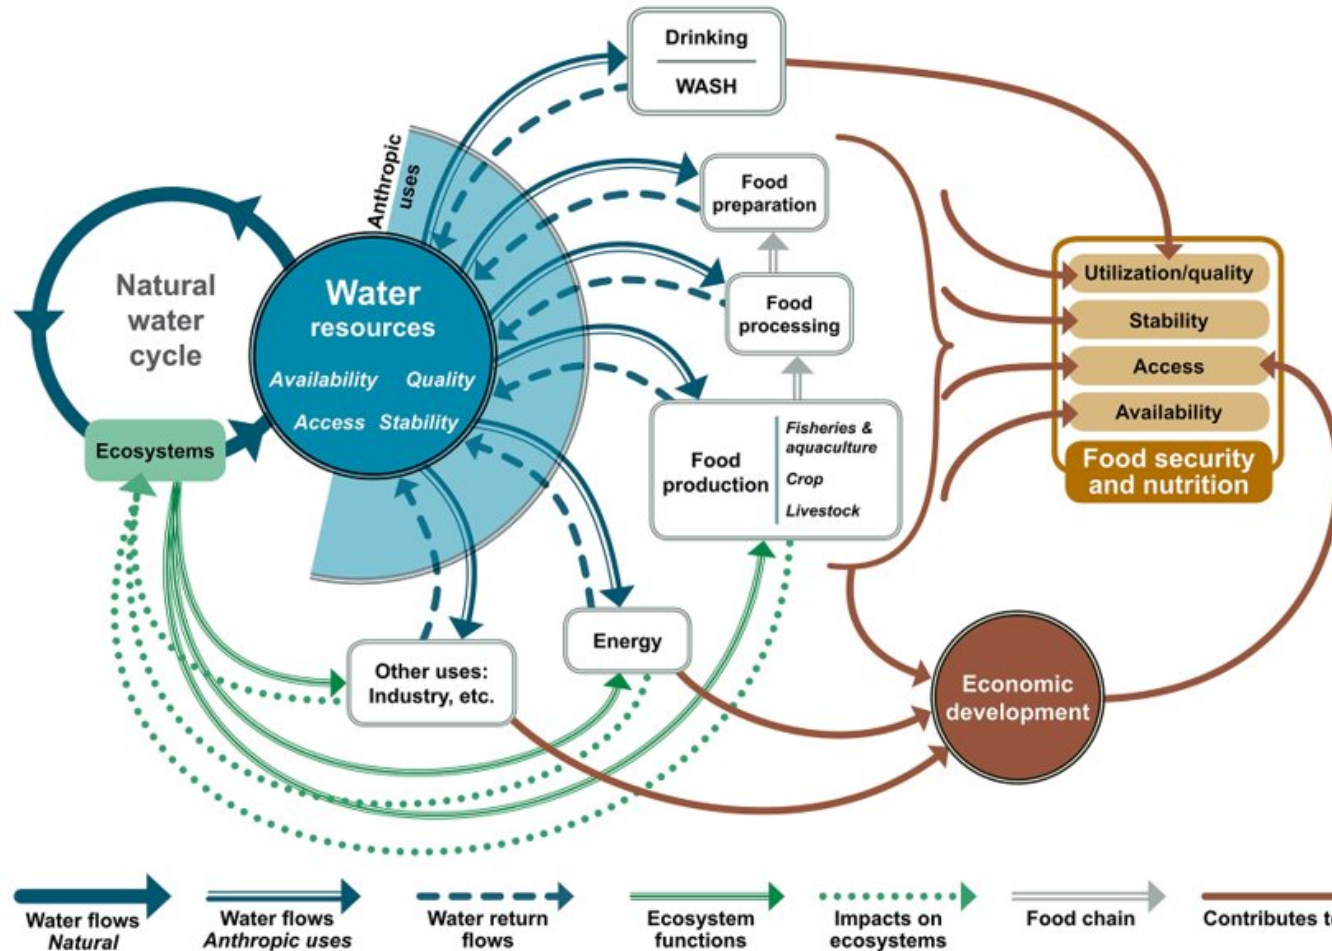 Drinking
WASH
Anthropic
uses
Food
preparation
Natural
water
cycle
Water
resources
Availability Quality
Access Stability
Food
processing
Utilization/quality
Stability
Access
Availability
Food security
and nutrition
Ecosystems
Food
production
Fisheries &
aquaculture
Crop
Livestock
Energy
Other uses:
Industry, etc.
Economic
development
Water flows
Natural
Water flows
Anthropic uses
Water return
flows
Ecosystem
functions
Impacts on
ecosystems
Food chain
Contributes to